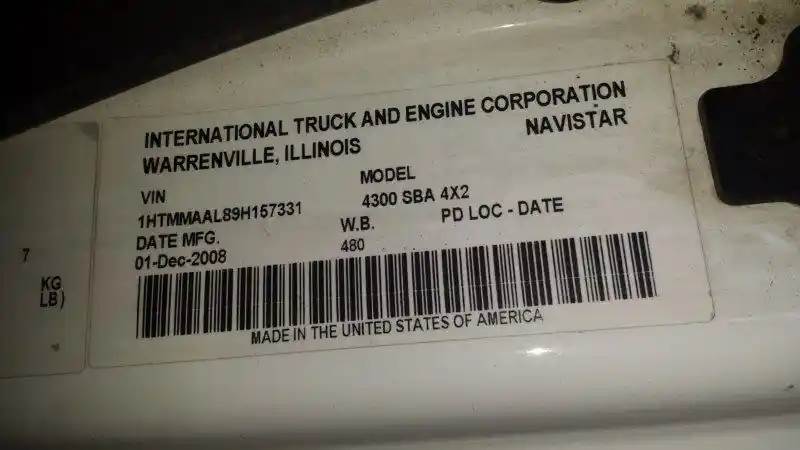 INTERNATIONAL TRUCK AND ENGINE CORPORATION
WARRENVILLE, ILLINOIS NAVISTAR
VIN MODEL
1HTMMAAL89H157331 4300 SBA 4X2
DATE MFG. W.B. PD LOC - DATE
01-Dec-2008 480
MADE IN THE UNITED STATES OF AMERICA
7
KG
LB)